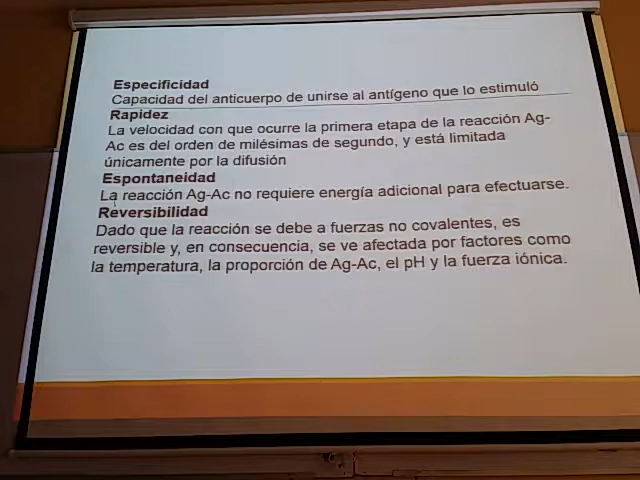 Especificidad
Capacidad del anticuerpo de unirse al antígeno que lo estimuló
Rapidez
La velocidad con que ocurre la primera etapa de la reacción Ag-
Ac es del orden de milésimas de segundo, y está limitada
únicamente por la difusión
Espontaneidad
La reacción Ag-Ac no requiere energía adicional para efectuarse.
Reversibilidad
Dado que la reacción se debe a fuerzas no covalentes, es
reversible y, en consecuencia, se ve afectada por factores como
la temperatura, la proporción de Ag-Ac, el pH y la fuerza iónica.